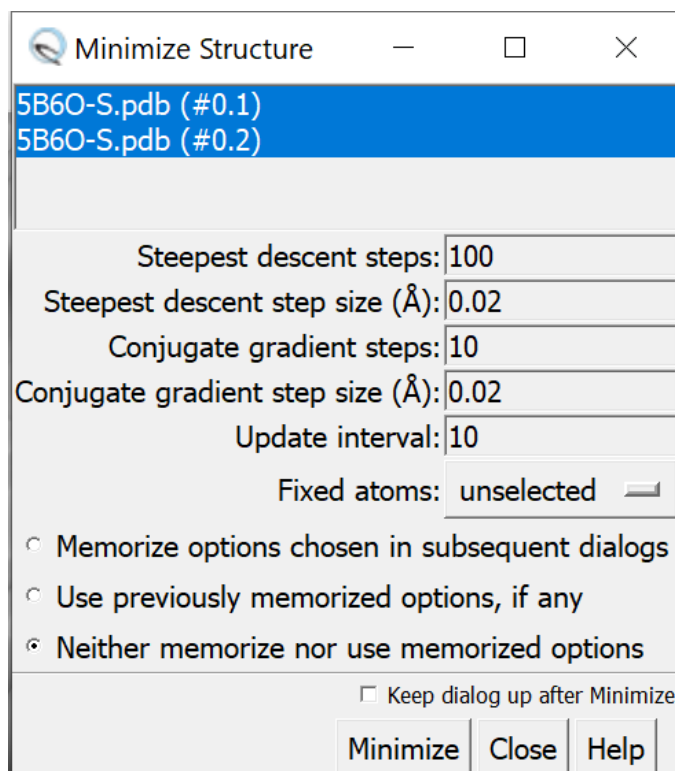 Minimize Structure
5B6O-S.pdb (#0.1)
5B6O-S.pdb (#0.2)
Steepest descent steps: 100
Steepest descent step size (Å): 0.02
Conjugate gradient steps: 10
Conjugate gradient step size (Å): 0.02
Update interval: 10
Fixed atoms: unselected
Memorize options chosen in subsequent dialogs
Use previously memorized options, if any
Neither memorize nor use memorized options
Keep dialog up after Minimize
Minimize Close Help